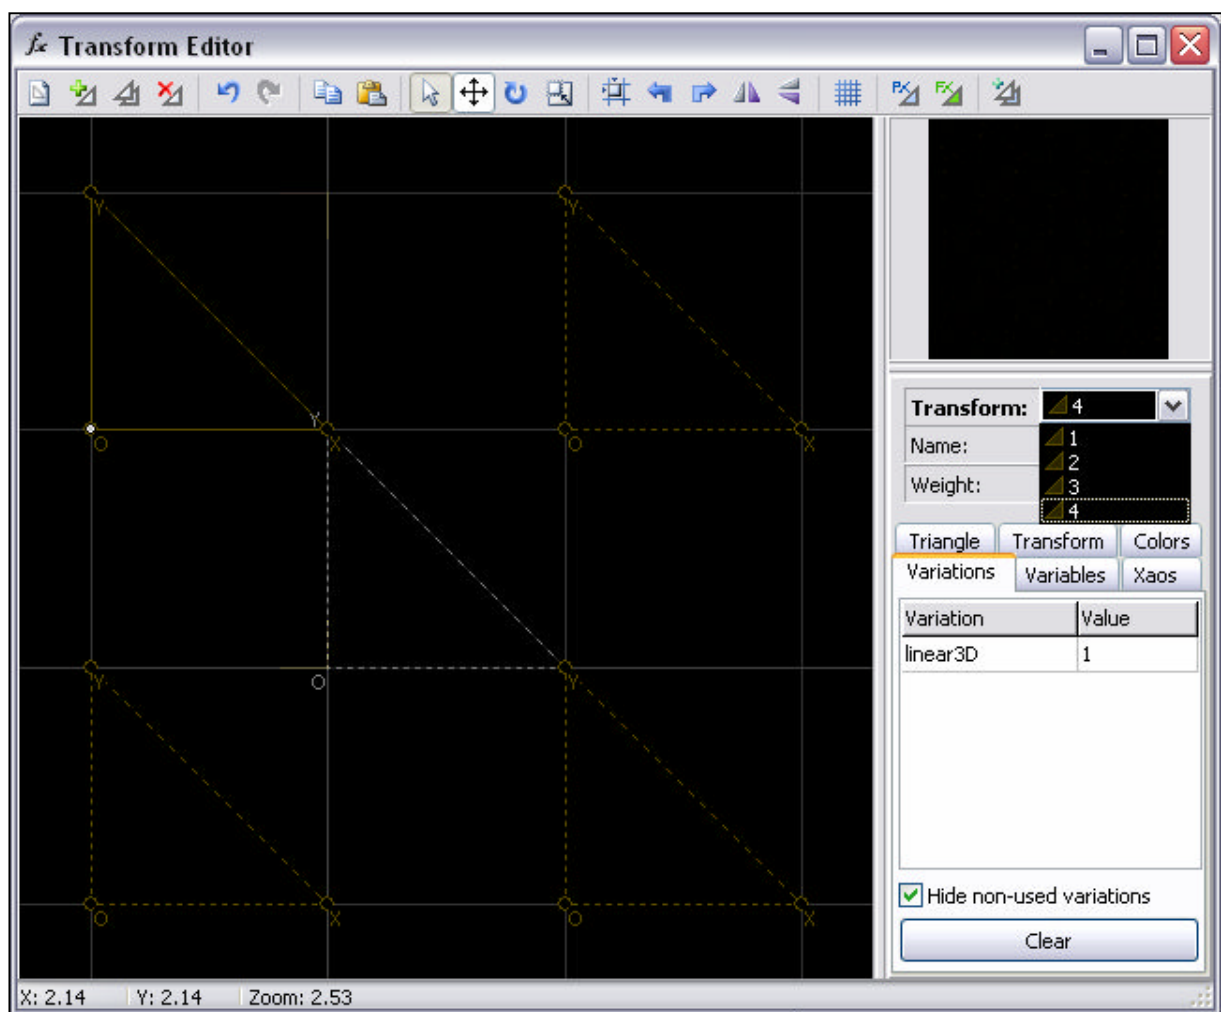 Transform Editor
Y
Y
Y
O
X
O
X
Y
O
Y
O
X
O
X
Transform: 4
1
Name:
2
Weight:
3
4
Triangle Transform Colors
Variations Variables Xaos
Variation Value
linear3D 1
Hide non-used variations
Clear
X: 2.14 Y: 2.14 Zoom: 2.53